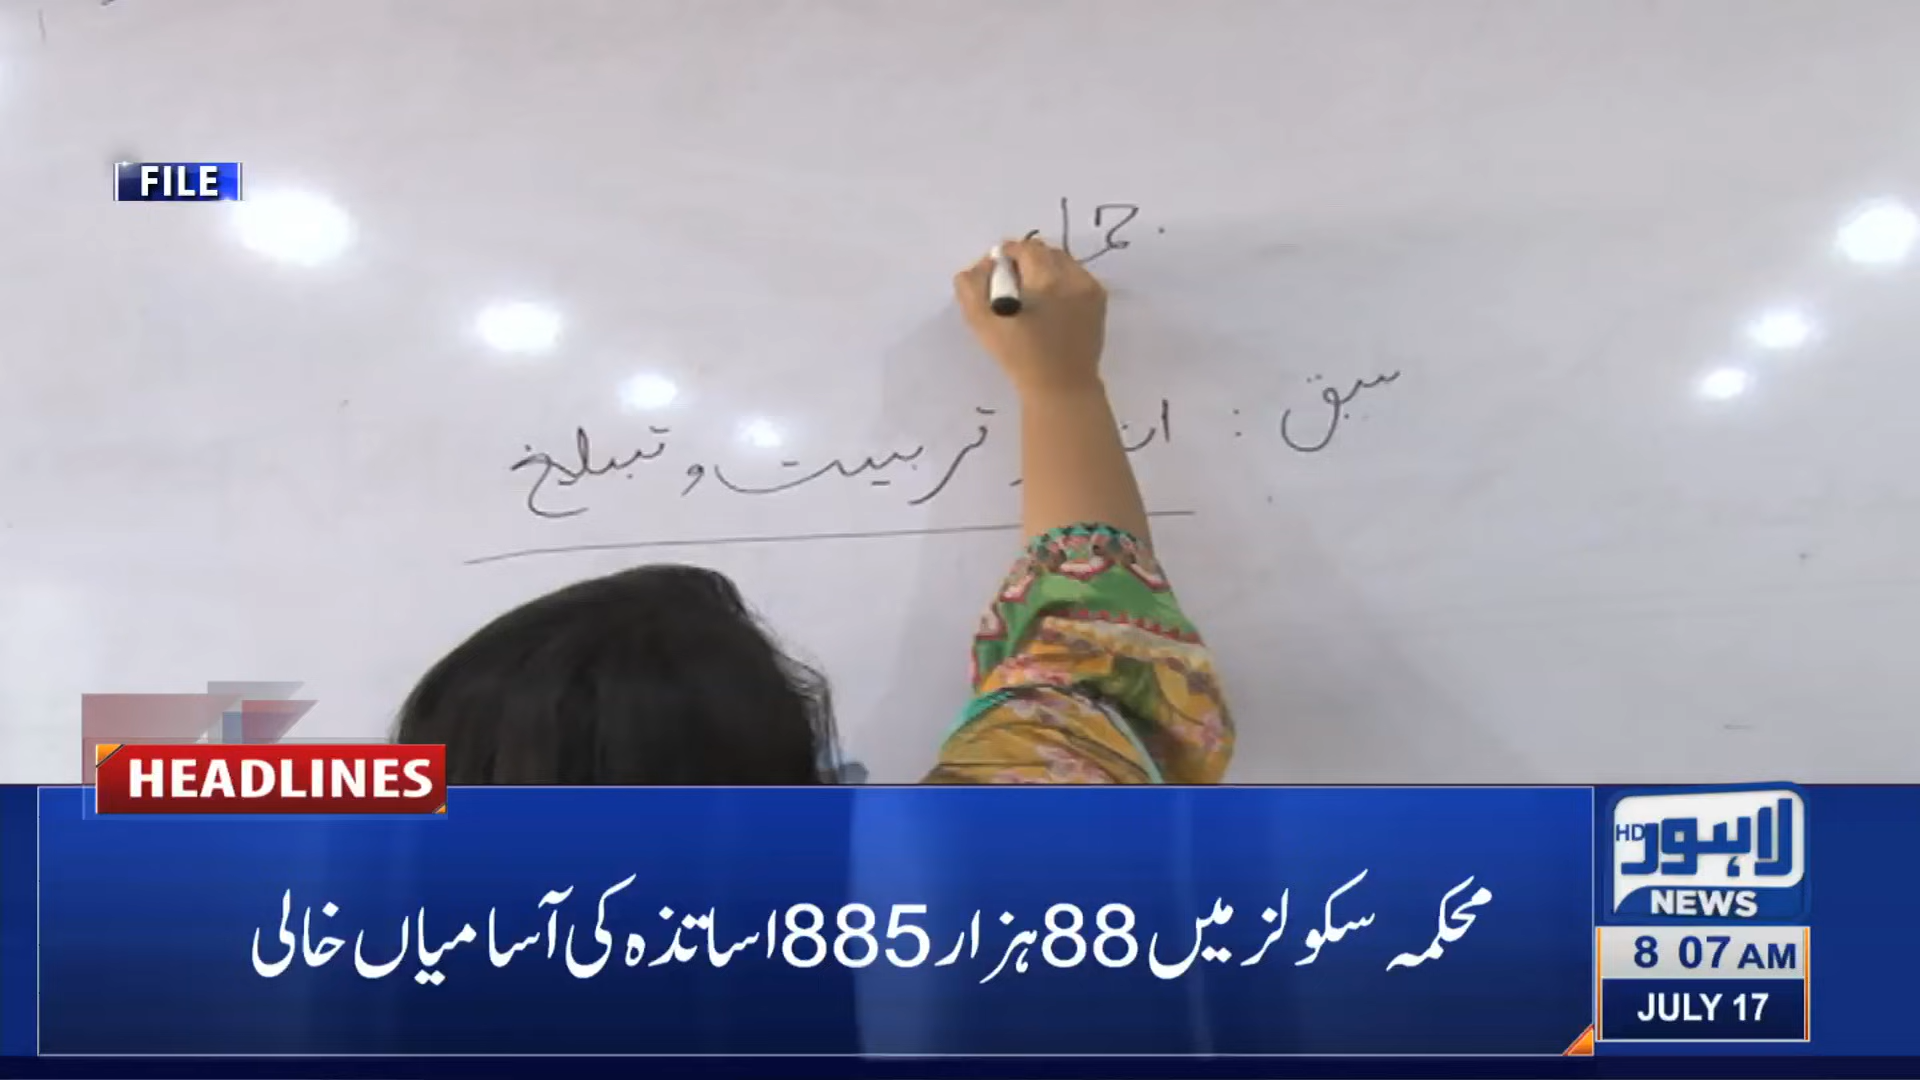 FILE
سبق : تربیت و تبلیغ
HEADLINES
محکمہ سکولز میں 88 ہزار 885 اساتذہ کی آسامیاں خالی
HD لاہور
NEWS
8 07 AM
JULY 17